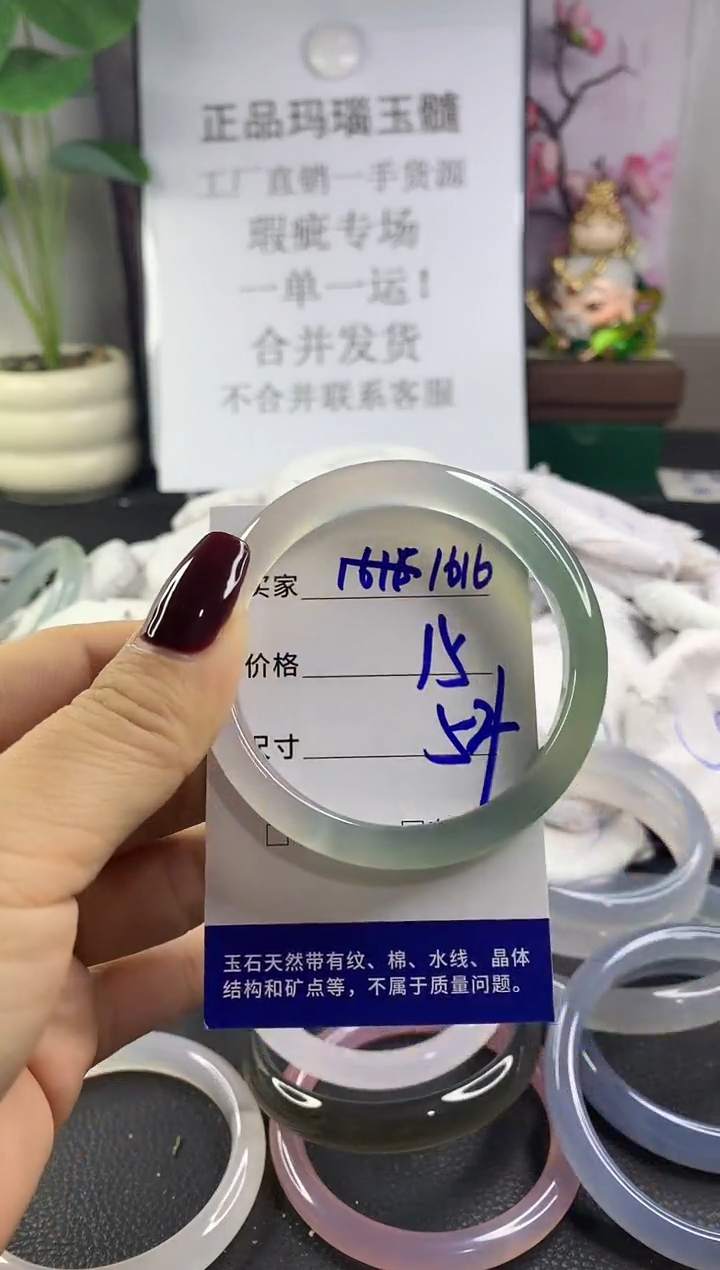 正品玛瑙玉髓
工厂直销一手货源
瑕疵专场
一单一运!
合并发货
不合并联系客服
买家 1616
价格 15
尺寸
玉石天然带有纹、棉、水线、晶体
结构和矿点等，不属于质量问题。